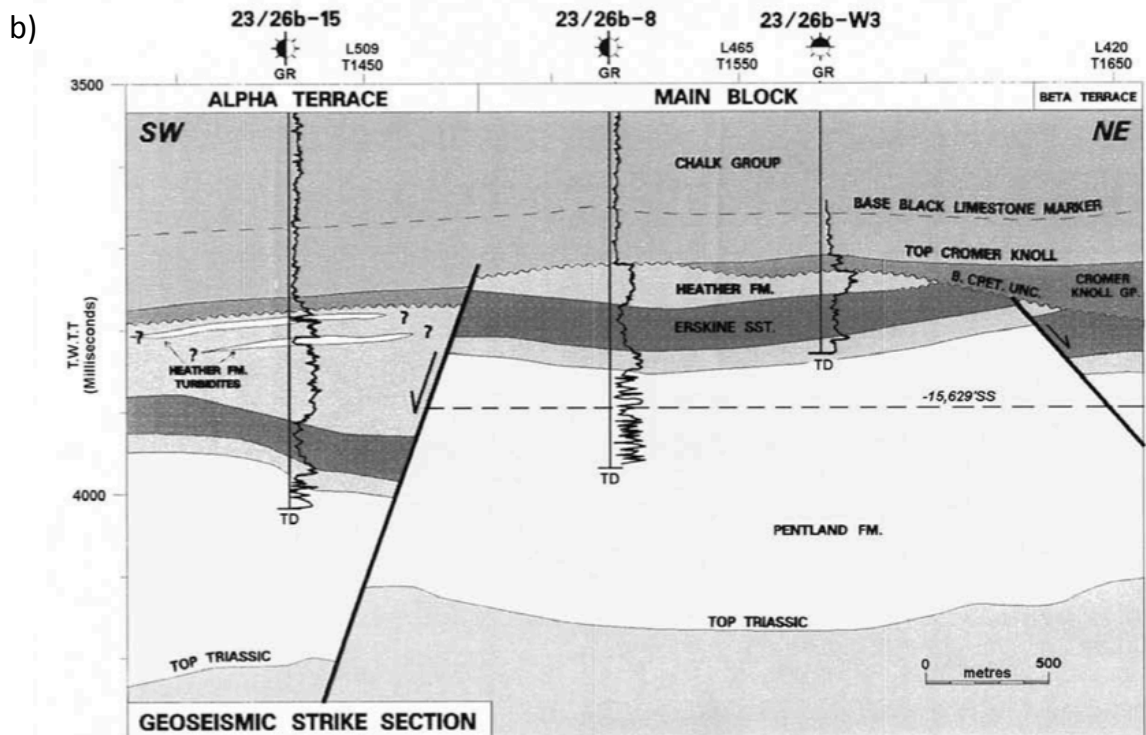 b)
23/26b-15
23/26b-8
23/26b-W3
L509
T1450
L465
T1550
L420
T1650
GR
GR
GR
3500
ALPHA TERRACE
MAIN BLOCK
BETA TERRACE
SW
NE
CHALK GROUP
BASE BLACK LIMESTONE MARKER
TOP CROMER KNOLL
B. CRET. UNC.
CROMER
KNOLL GP.
HEATHER FM.
ERSKINE SST.
T.W.T.T
(Milliseconds)
?
?
?
?
HEATHER FM.
TURBIDITES
TD
-15,629'SS
TD
4000
TD
PENTLAND FM.
TOP TRIASSIC
TOP TRIASSIC
0
metres
500
GEOSEISMIC STRIKE SECTION